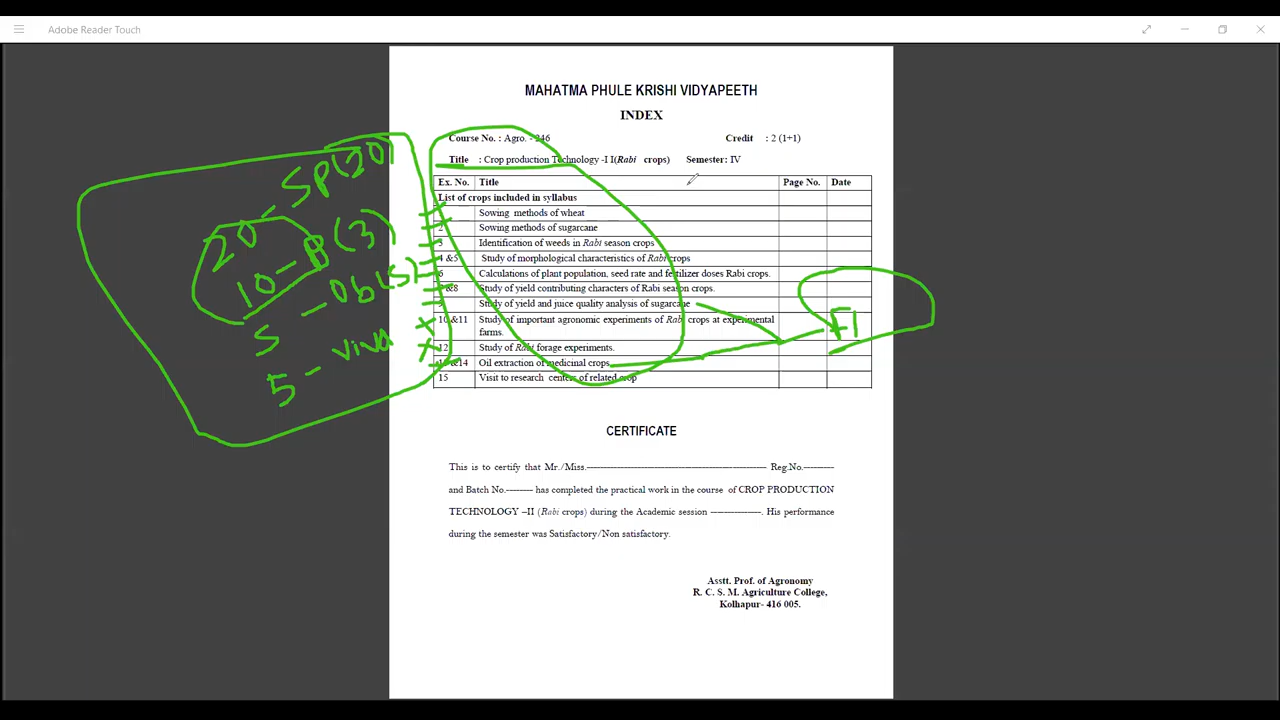 Adobe Reader Touch
MAHATMA PHULE KRISHI VIDYAPEETH
INDEX
Course No. : Agro. - 246 Credit : 2 (1+1)
Title : Crop production Technology -I I(Rabi crops) Semester: IV
Ex. No. Title Page No. Date
List of crops included in syllabus
Sowing methods of wheat
2 Sowing methods of sugarcane
3 Identification of weeds in Rabi season crops
4 &5 Study of morphological characteristics of Rabi crops
6 Calculations of plant population, seed rate and fertilizer doses Rabi crops.
&8 Study of yield contributing characters of Rabi season crops.
9 Study of yield and juice quality analysis of sugarcane
10 &11 Study of important agronomic experiments of Rabi crops at experimental
farms.
12 Study of Rabi forage experiments.
&14 Oil extraction of medicinal crops
15 Visit to research centers of related crop
20 - SP(20)
10 - (3)
5 - Ob(5)
5 - viva
CERTIFICATE
This is to certify that Mr./Miss.------------------------------------------------------ Reg.No.----------
and Batch No.-------- has completed the practical work in the course of CROP PRODUCTION
TECHNOLOGY –II (Rabi crops) during the Academic session ---------------. His performance
during the semester was Satisfactory/Non satisfactory.
Asstt. Prof. of Agronomy
R. C. S. M. Agriculture College,
Kolhapur- 416 005.